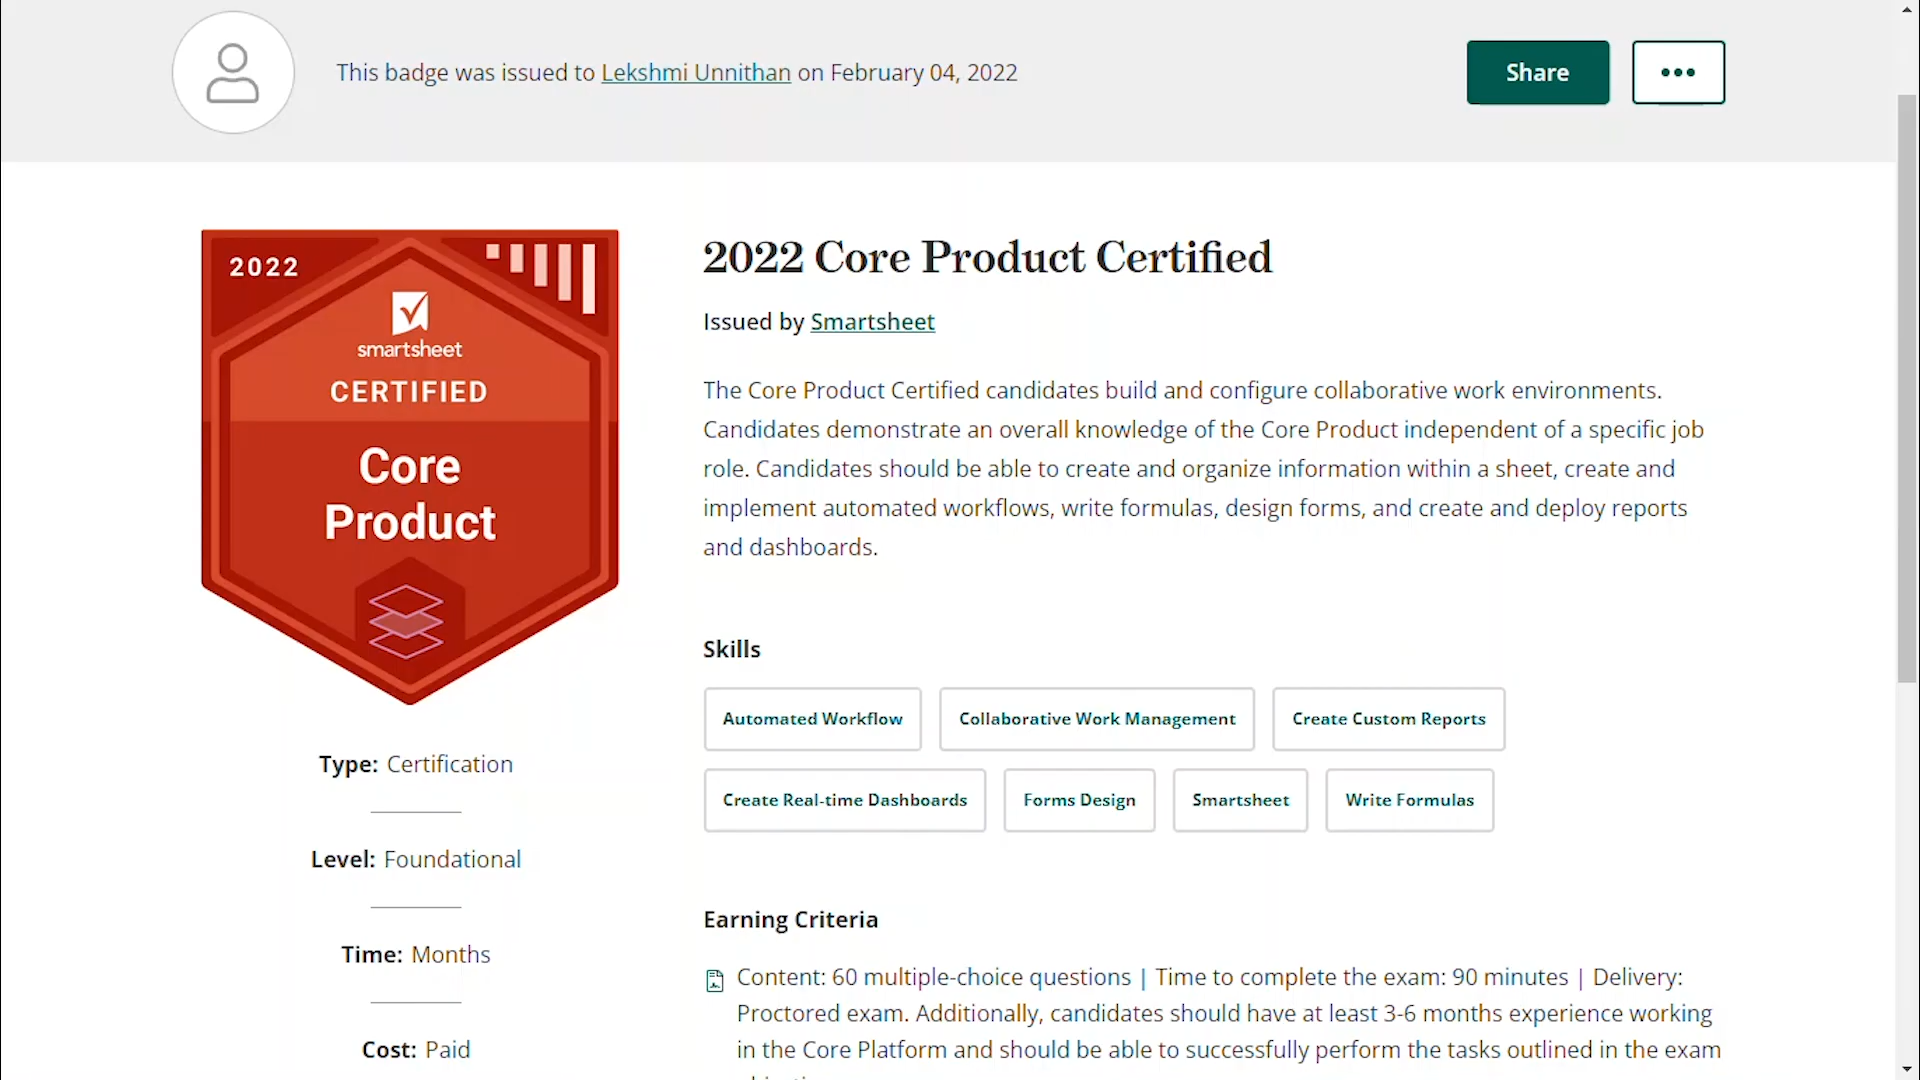 This badge was issued to Lekshmi Unnithan on February 04, 2022
Share
2022
smartsheet
CERTIFIED
Core
Product
Type: Certification
Level: Foundational
Time: Months
Cost: Paid
2022 Core Product Certified
Issued by Smartsheet
The Core Product Certified candidates build and configure collaborative work environments.
Candidates demonstrate an overall knowledge of the Core Product independent of a specific job
role. Candidates should be able to create and organize information within a sheet, create and
implement automated workflows, write formulas, design forms, and create and deploy reports
and dashboards.
Skills
Automated Workflow
Collaborative Work Management
Create Custom Reports
Create Real-time Dashboards
Forms Design
Smartsheet
Write Formulas
Earning Criteria
Content: 60 multiple-choice questions | Time to complete the exam: 90 minutes | Delivery:
Proctored exam. Additionally, candidates should have at least 3-6 months experience working
in the Core Platform and should be able to successfully perform the tasks outlined in the exam